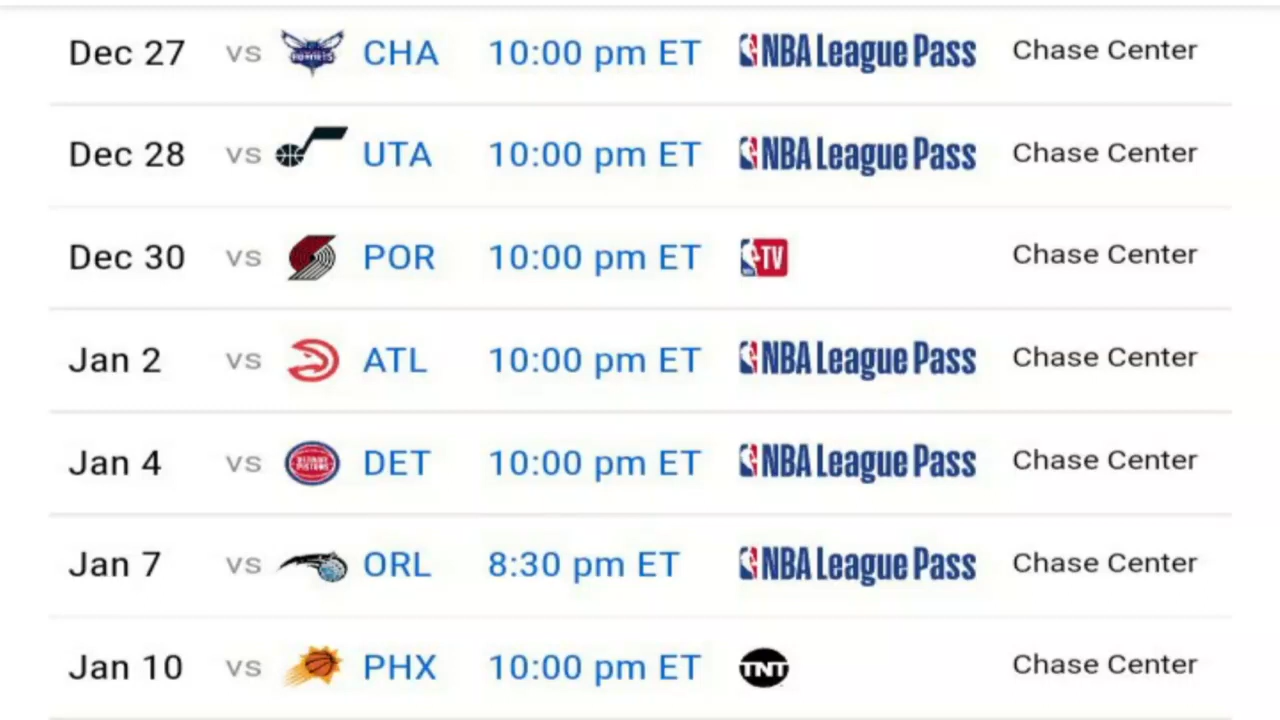 Dec 27 vs HORNETS CHA 10:00 pm ET NBA League Pass Chase Center
Dec 28 vs UTA 10:00 pm ET NBA League Pass Chase Center
Dec 30 vs POR 10:00 pm ET NBA TV Chase Center
Jan 2 vs ATL 10:00 pm ET NBA League Pass Chase Center
Jan 4 vs DETROIT PISTONS DET 10:00 pm ET NBA League Pass Chase Center
Jan 7 vs ORL 8:30 pm ET NBA League Pass Chase Center
Jan 10 vs PHX 10:00 pm ET TNT Chase Center